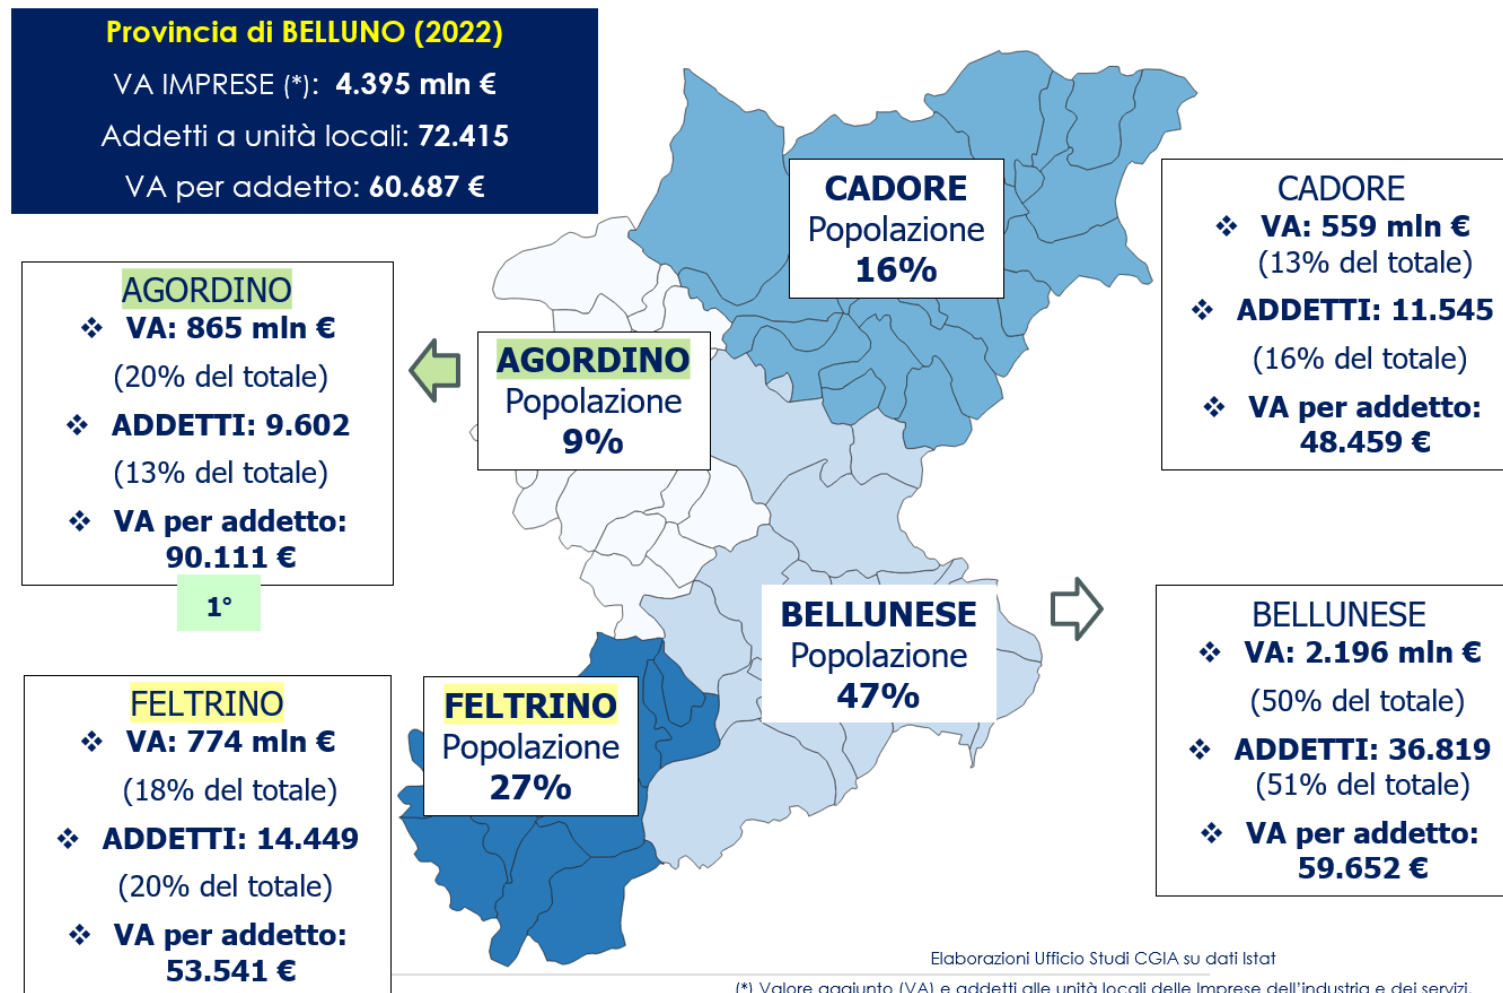 Provincia di BELLUNO (2022)
VA IMPRESE (*): 4.395 mln €
Addetti a unità locali: 72.415
VA per addetto: 60.687 €
CADORE
Popolazione
16%
CADORE
❖ VA: 559 mln €
(13% del totale)
❖ ADDETTI: 11.545
(16% del totale)
❖ VA per addetto:
48.459 €
AGORDINO
❖ VA: 865 mln €
(20% del totale)
❖ ADDETTI: 9.602
(13% del totale)
❖ VA per addetto:
90.111 €
1°
AGORDINO
Popolazione
9%
BELLUNESE
Popolazione
47%
BELLUNESE
❖ VA: 2.196 mln €
(50% del totale)
❖ ADDETTI: 36.819
(51% del totale)
❖ VA per addetto:
59.652 €
FELTRINO
❖ VA: 774 mln €
(18% del totale)
❖ ADDETTI: 14.449
(20% del totale)
❖ VA per addetto:
53.541 €
FELTRINO
Popolazione
27%
Elaborazioni Ufficio Studi CGIA su dati Istat
(*) Valore aggiunto (VA) e addetti alle unità locali delle Imprese dell'industria e dei servizi.